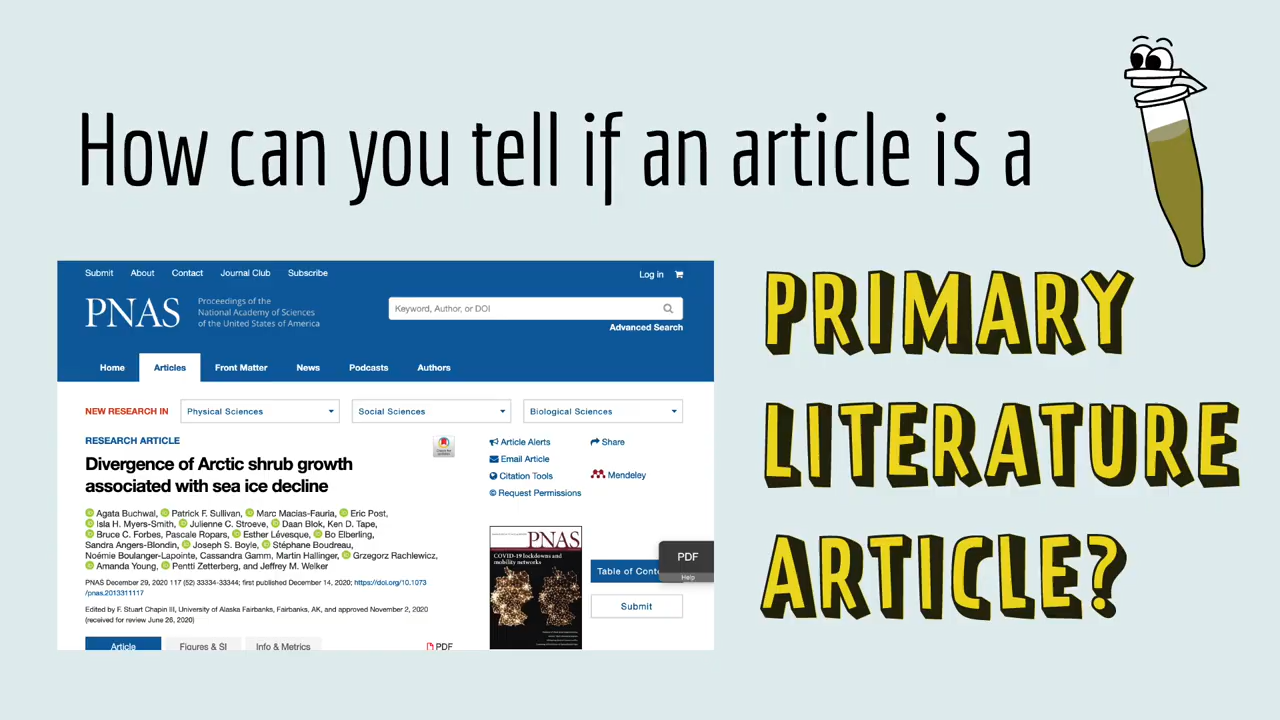 How can you tell if an article is a
PRIMARY
LITERATURE
ARTICLE?
Submit About Contact Journal Club Subscribe
Log in
PNAS
Proceedings of the
National Academy of Sciences
of the United States of America
Keyword, Author, or DOI
Advanced Search
Home Articles Front Matter News Podcasts Authors
NEW RESEARCH IN Physical Sciences Social Sciences Biological Sciences
RESEARCH ARTICLE
Divergence of Arctic shrub growth
associated with sea ice decline
Agata Buchwal, Patrick F. Sullivan, Marc Macias-Fauria, Eric Post,
Isla H. Myers-Smith, Julienne C. Stroeve, Daan Blok, Ken D. Tape,
Bruce C. Forbes, Pascale Ropars, Esther Lévesque, Bo Elberling,
Sandra Angers-Blondin, Joseph S. Boyle, Stéphane Boudreau,
Noémie Boulanger-Lapointe, Cassandra Gamm, Martin Hallinger, Grzegorz Rachlewicz,
Amanda Young, Pentti Zetterberg, and Jeffrey M. Welker
PNAS December 29, 2020 117 (52) 33334-33344; first published December 14, 2020; https://doi.org/10.1073
/pnas.2013311117
Edited by F. Stuart Chapin III, University of Alaska Fairbanks, Fairbanks, AK, and approved November 2, 2020
(received for review June 26, 2020)
Article Figures & SI Info & Metrics PDF
Article Alerts Share
Email Article
Citation Tools Mendeley
© Request Permissions
PNAS
COVID-19 lockdowns and
mobility networks
PDF
Help
Table of Conte
Submit